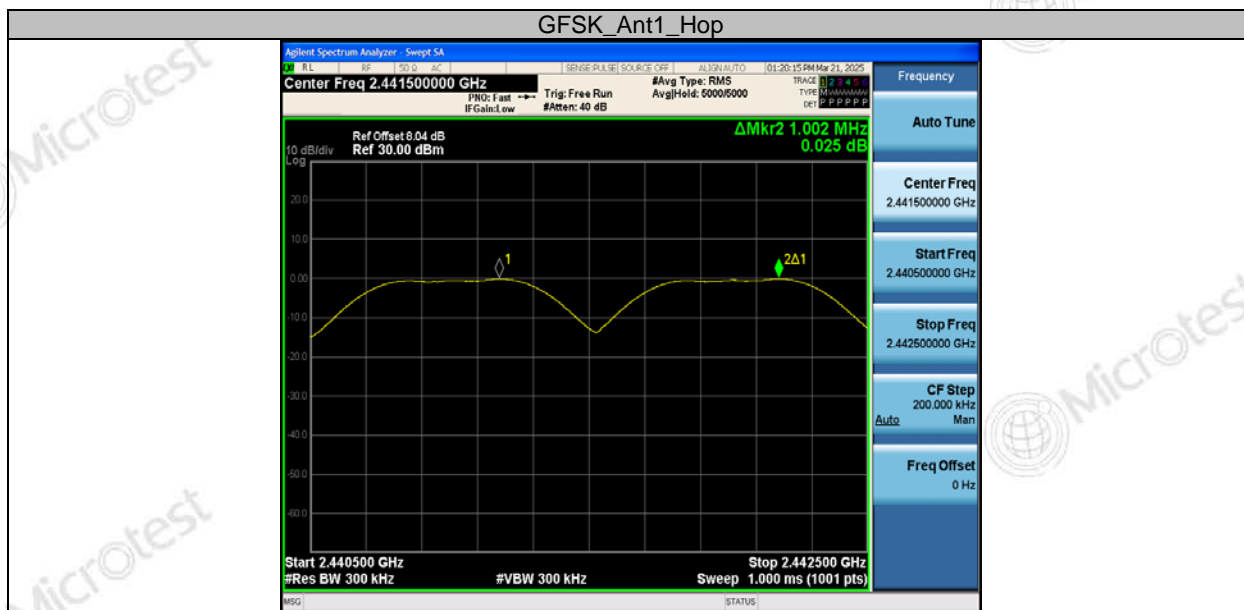 GFSK_Ant1_Hop
Agilent Spectrum Analyzer - Swept SA
RL RF 50 Ω AC SENSE:PULSE SOURCE OFF ALIGN AUTO 01:20:15 PM Mar 21, 2025
Center Freq 2.441500000 GHz
PNO: Fast
IFGain:Low
Trig: Free Run
#Atten: 40 dB
#Avg Type: RMS
Avg|Hold: 5000/5000
TRACE 1 2 3 4 5 6
TYPE MWWWWW
DET P P P P P P
Ref Offset 8.04 dB
10 dB/div Ref 30.00 dBm
Log
ΔMkr2 1.002 MHz
0.025 dB
20.0
10.0
0.00
-10.0
-20.0
-30.0
-40.0
-50.0
-60.0
1
2Δ1
Start 2.440500 GHz Stop 2.442500 GHz
#Res BW 300 kHz #VBW 300 kHz Sweep 1.000 ms (1001 pts)
MSG STATUS
Frequency
Auto Tune
Center Freq
2.441500000 GHz
Start Freq
2.440500000 GHz
Stop Freq
2.442500000 GHz
CF Step
200.000 kHz
Auto Man
Freq Offset
0 Hz
Microtest
Microtest
Microtest